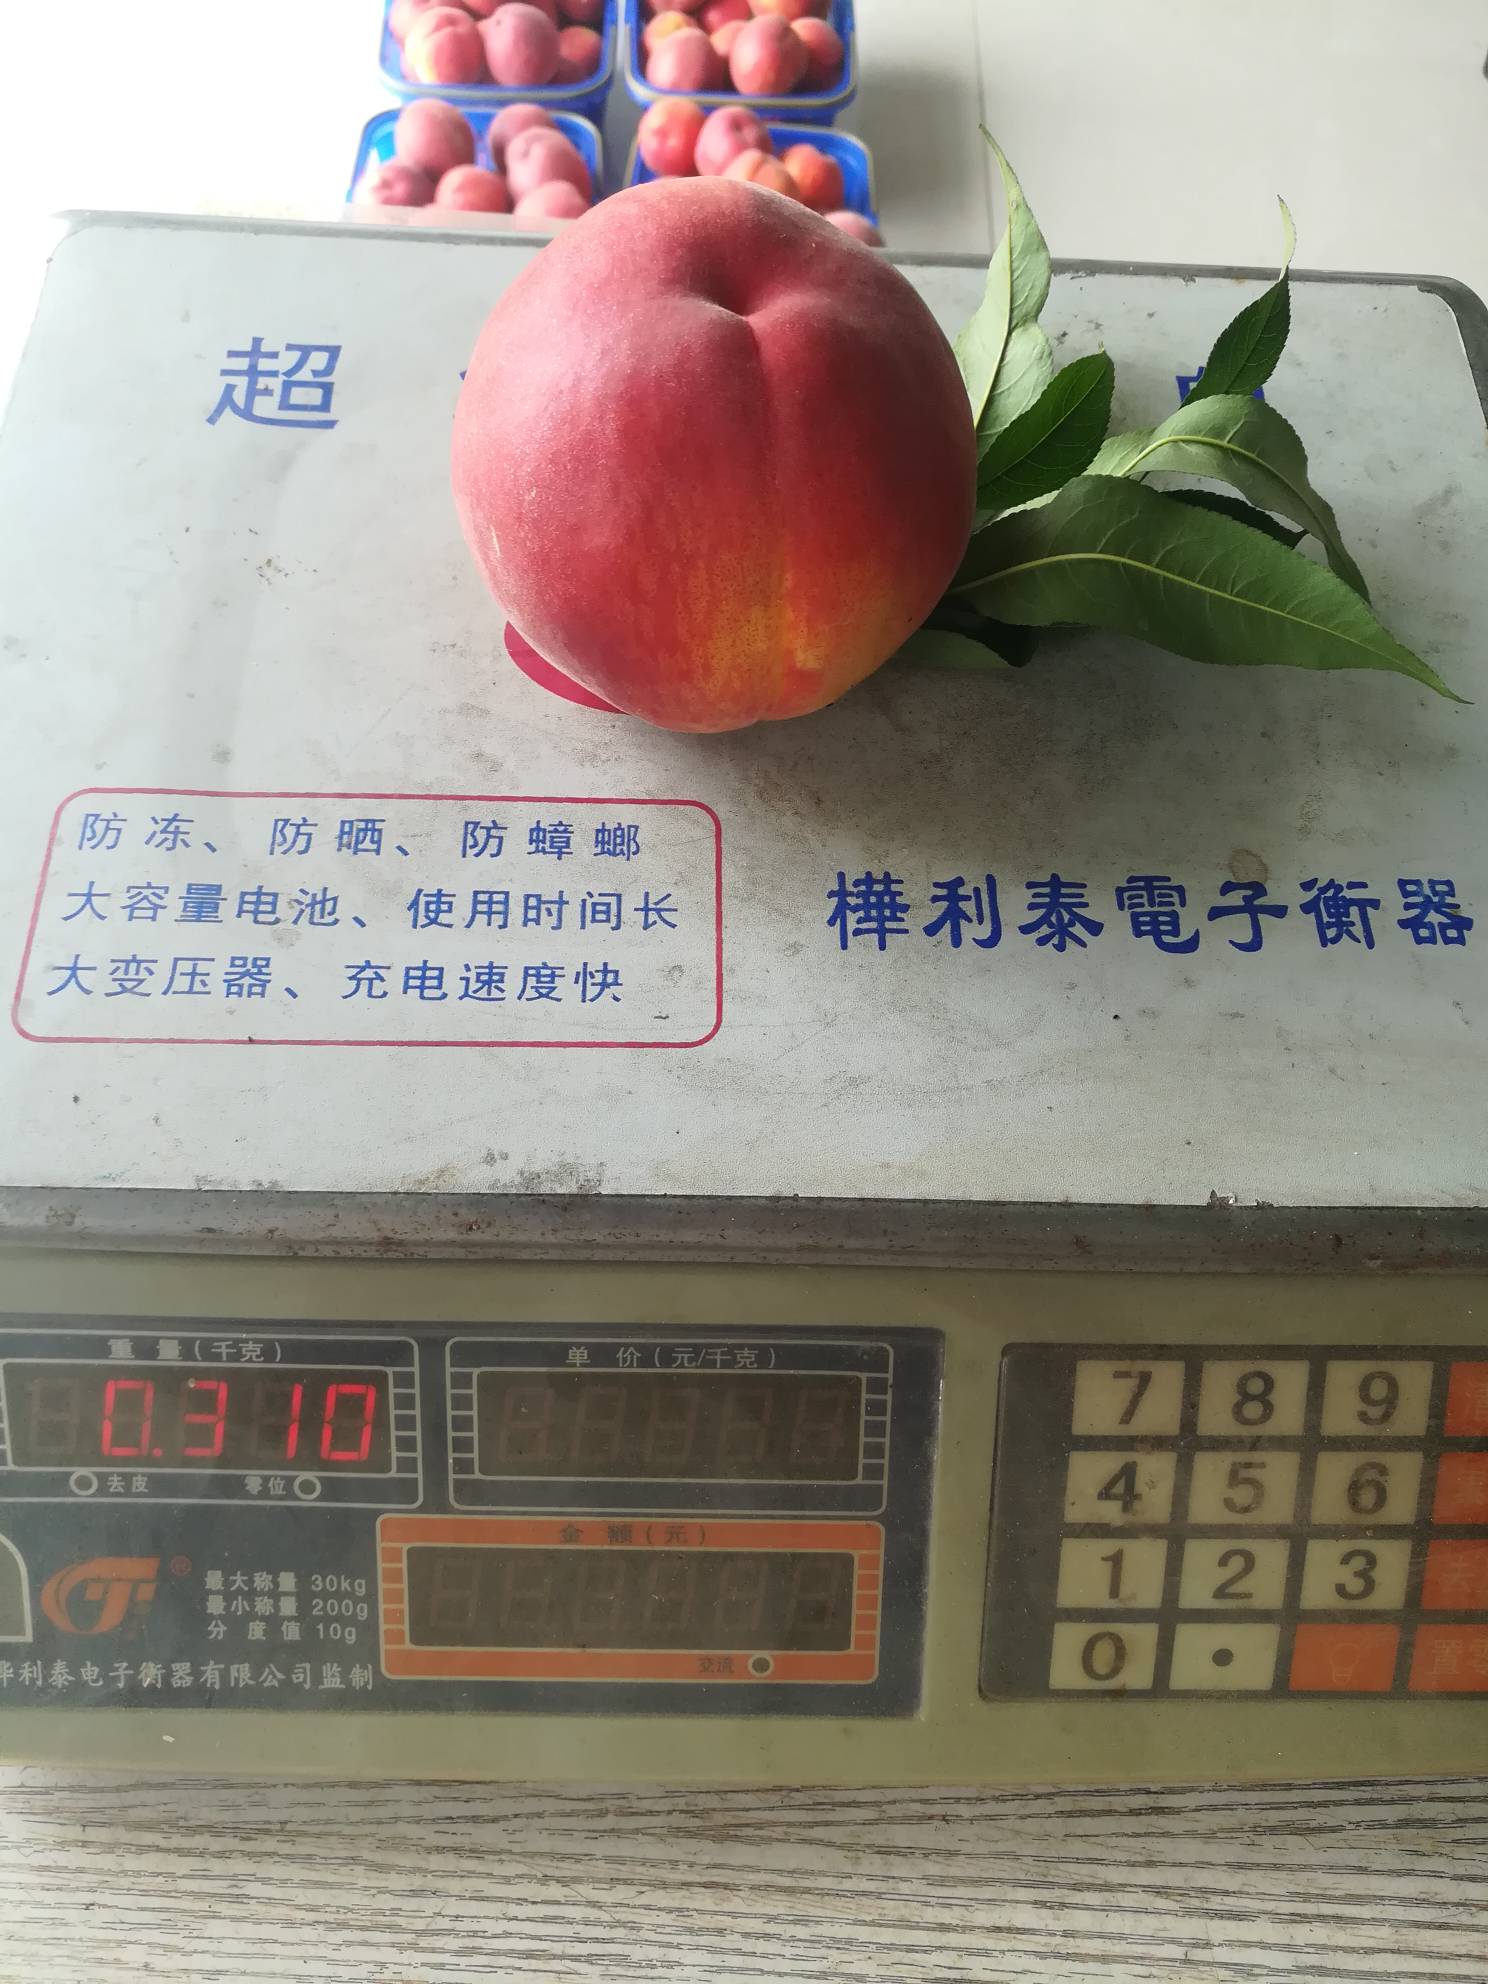 超
防冻、防晒、防蟑螂
大容量电池、使用时间长
大变压器、充电速度快
樺利泰電子衡器
重量(千克)
单价(元/千克)
0.310
去皮 零位
金额(元)
最大称量 30kg
最小称量 200g
分度值 10g
交流
利泰电子衡器有限公司监制
7 8 9
4 5 6
1 2 3
0 .
置零